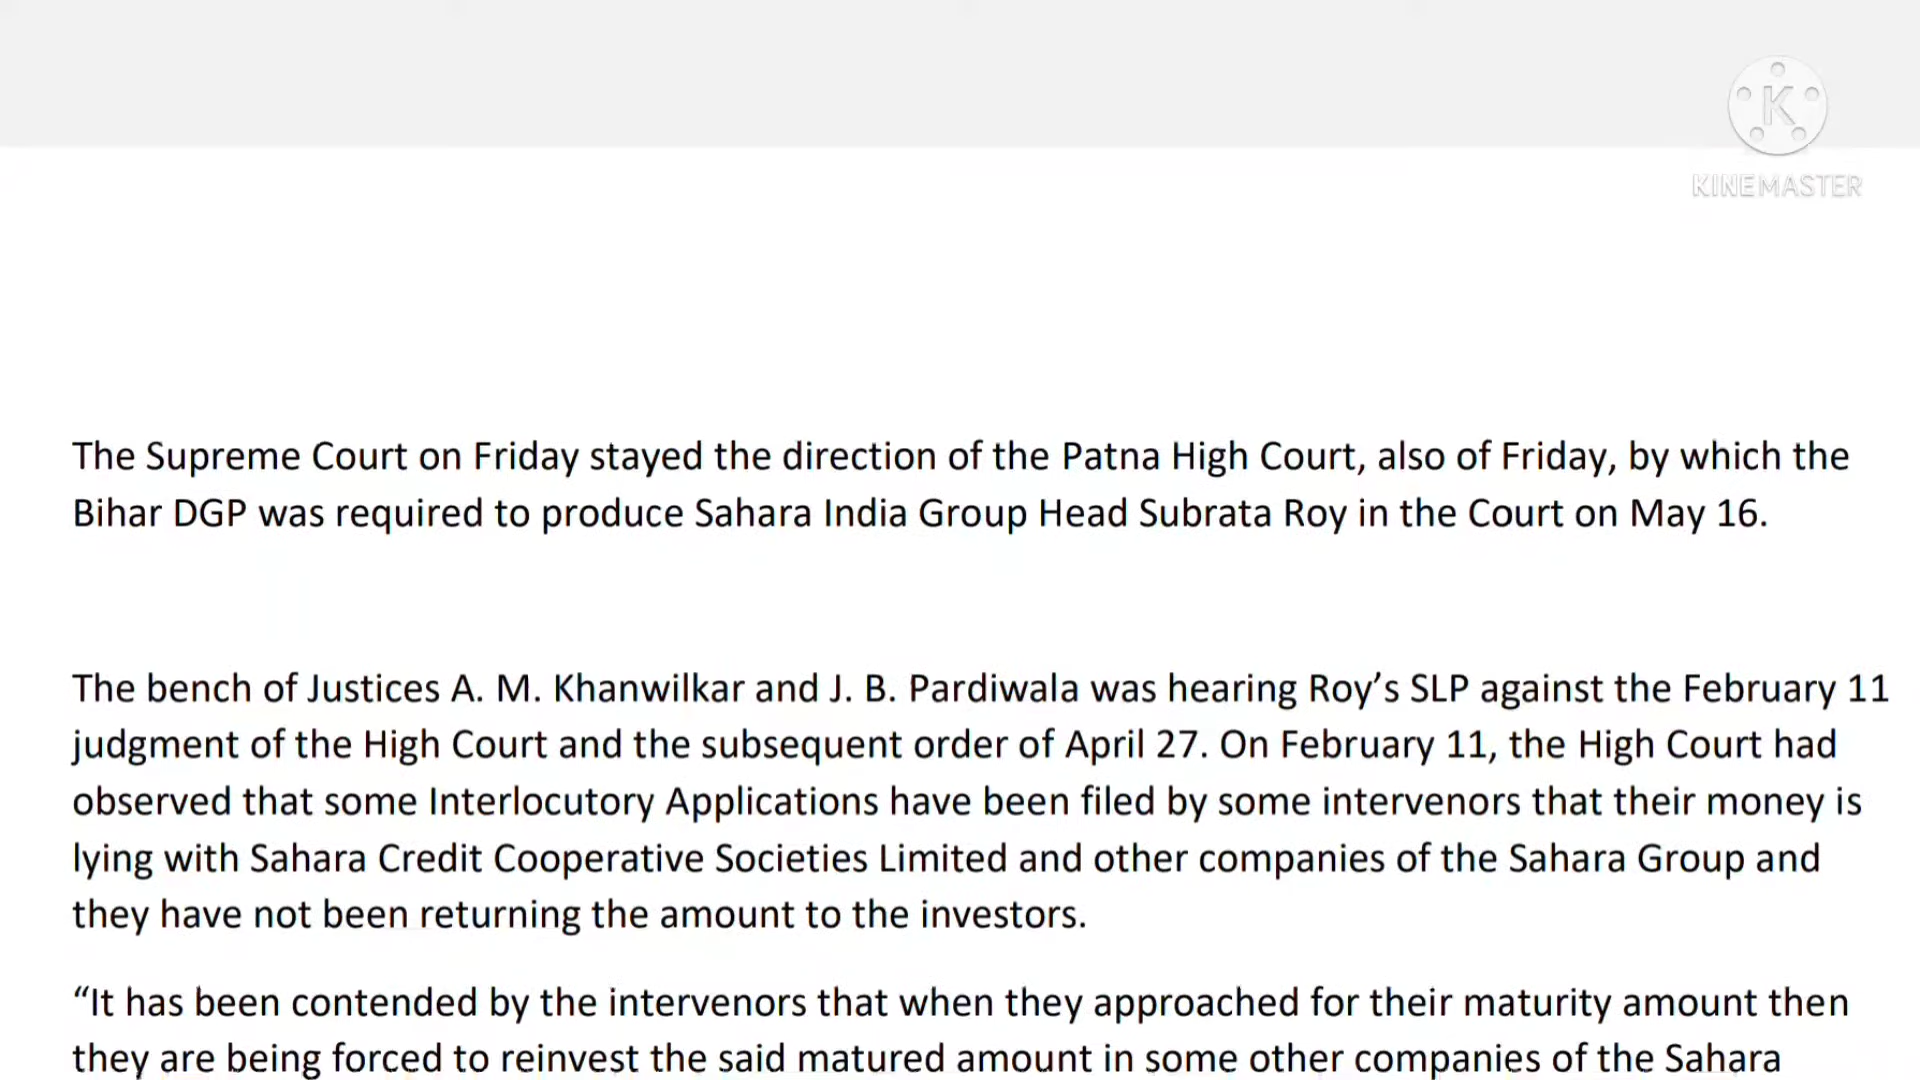 K
KINEMASTER
The Supreme Court on Friday stayed the direction of the Patna High Court, also of Friday, by which the
Bihar DGP was required to produce Sahara India Group Head Subrata Roy in the Court on May 16.
The bench of Justices A. M. Khanwilkar and J. B. Pardiwala was hearing Roy’s SLP against the February 11
judgment of the High Court and the subsequent order of April 27. On February 11, the High Court had
observed that some Interlocutory Applications have been filed by some intervenors that their money is
lying with Sahara Credit Cooperative Societies Limited and other companies of the Sahara Group and
they have not been returning the amount to the investors.
“It has been contended by the intervenors that when they approached for their maturity amount then
they are being forced to reinvest the said matured amount in some other companies of the Sahara